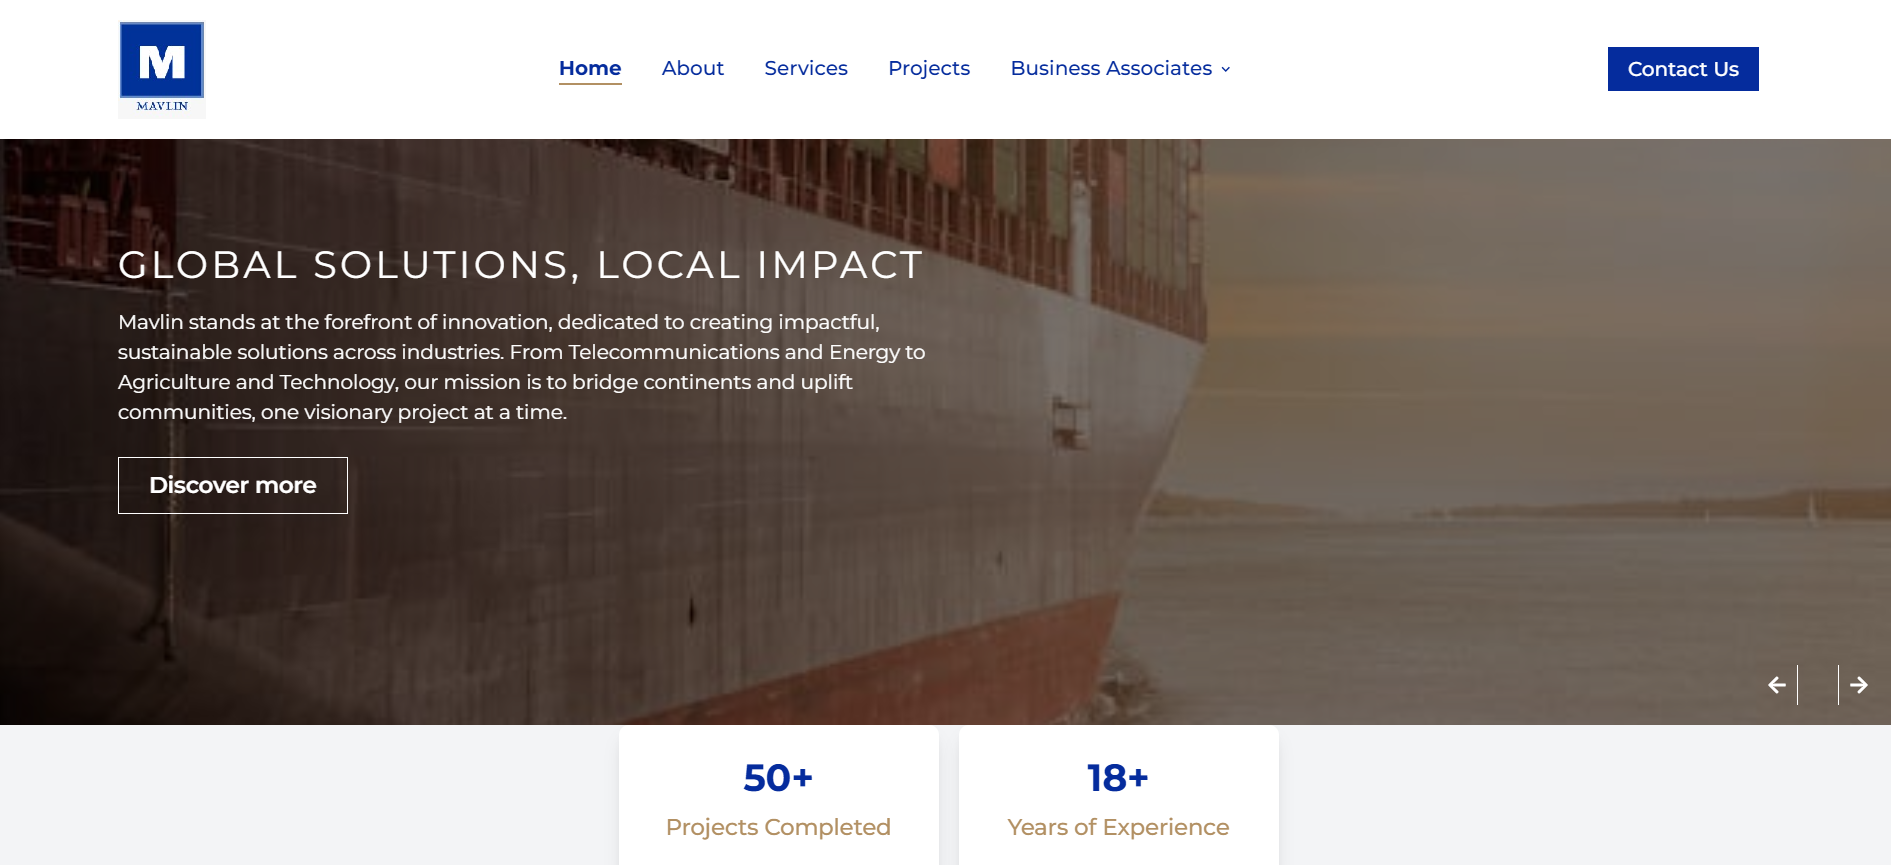 M
MAVLIN
Home
About
Services
Projects
Business Associates
Contact Us
GLOBAL SOLUTIONS, LOCAL IMPACT
Mavlin stands at the forefront of innovation, dedicated to creating impactful,
sustainable solutions across industries. From Telecommunications and Energy to
Agriculture and Technology, our mission is to bridge continents and uplift
communities, one visionary project at a time.
Discover more
50+
Projects Completed
18+
Years of Experience